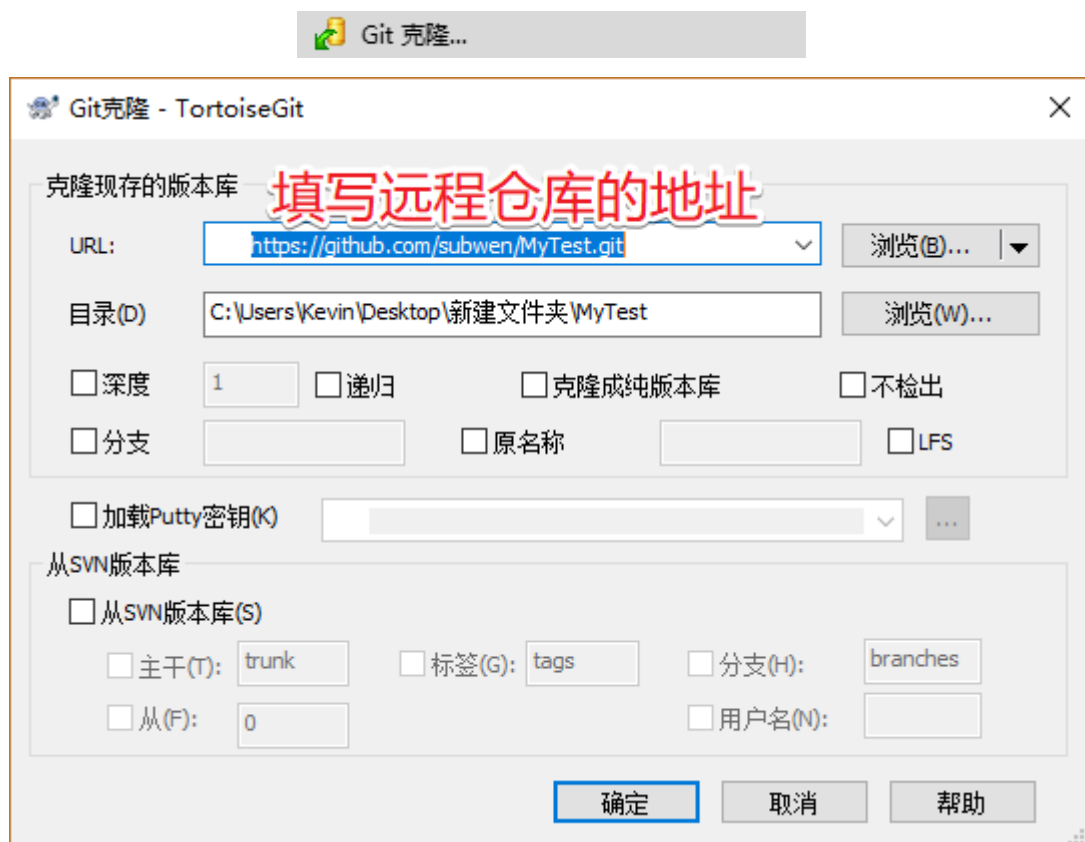 Git 克隆...
Git克隆 - TortoiseGit
克隆现存的版本库
填写远程仓库的地址
URL: https://github.com/subwen/MyTest.git 浏览(B)...
目录(D) C:\Users\Kevin\Desktop\新建文件夹\MyTest 浏览(W)...
深度 1 递归 克隆成纯版本库 不检出
分支 原名称 LFS
加载Putty密钥(K) ...
从SVN版本库
从SVN版本库(S)
主干(T): trunk 标签(G): tags 分支(H): branches
从(F): 0 用户名(N):
确定 取消 帮助